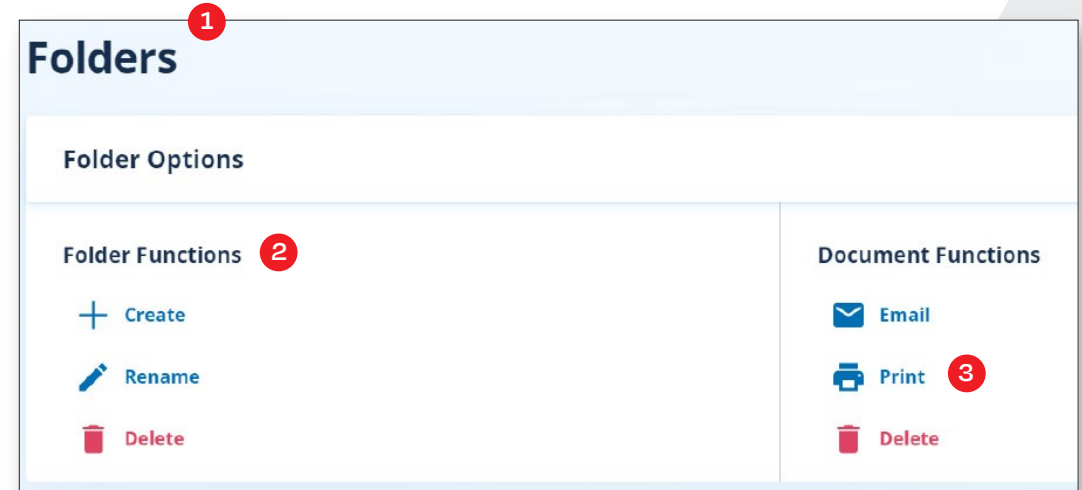 1
Folders
Folder Options
Folder Functions 2
Create
Rename
Delete
Document Functions
Email
Print 3
Delete